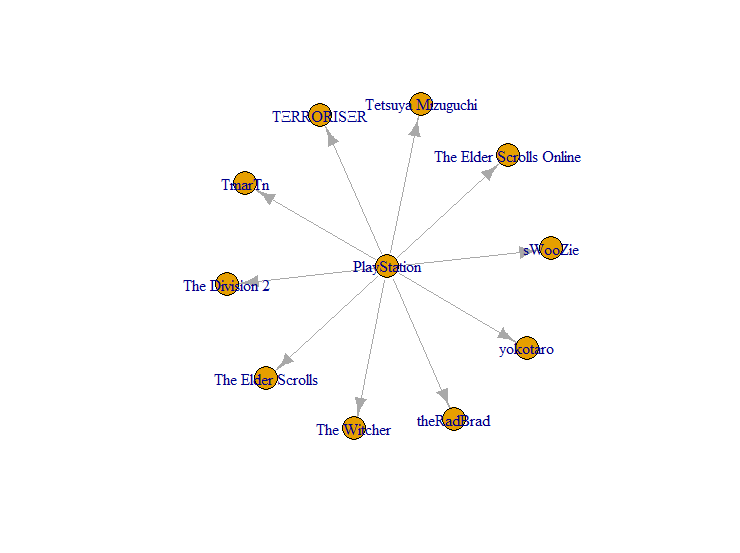 Tetsuya Mizuguchi
TΞRRORISΞR
The Elder Scrolls Online
TmarTn
sWooZie
PlayStation
The Division 2
yokotaro
The Elder Scrolls
theRadBrad
The Witcher